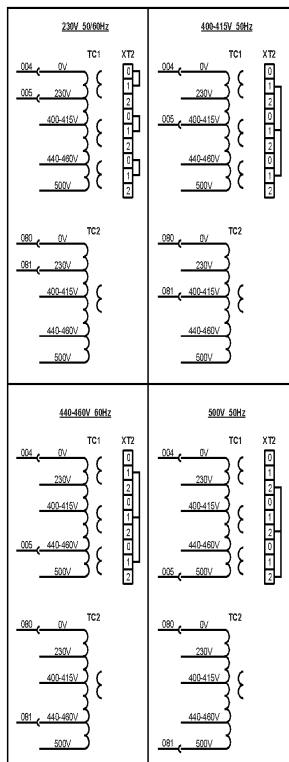 230V 50/60Hz
TC1 XT2
004 0V
005 230V
400-415V
440-460V
500V
0
1
2
0
1
2
0
1
2
TC2
080 0V
081 230V
400-415V
440-460V
500V
400-415V 50Hz
TC1 XT2
004 0V
230V
005 400-415V
440-460V
500V
0
1
2
0
1
2
0
1
2
TC2
080 0V
230V
081 400-415V
440-460V
500V
440-460V 60Hz
TC1 XT2
004 0V
230V
400-415V
005 440-460V
500V
0
1
2
0
1
2
0
1
2
TC2
080 0V
230V
400-415V
081 440-460V
500V
500V 50Hz
TC1 XT2
004 0V
230V
400-415V
440-460V
005 500V
0
1
2
0
1
2
0
1
2
TC2
080 0V
230V
400-415V
440-460V
081 500V